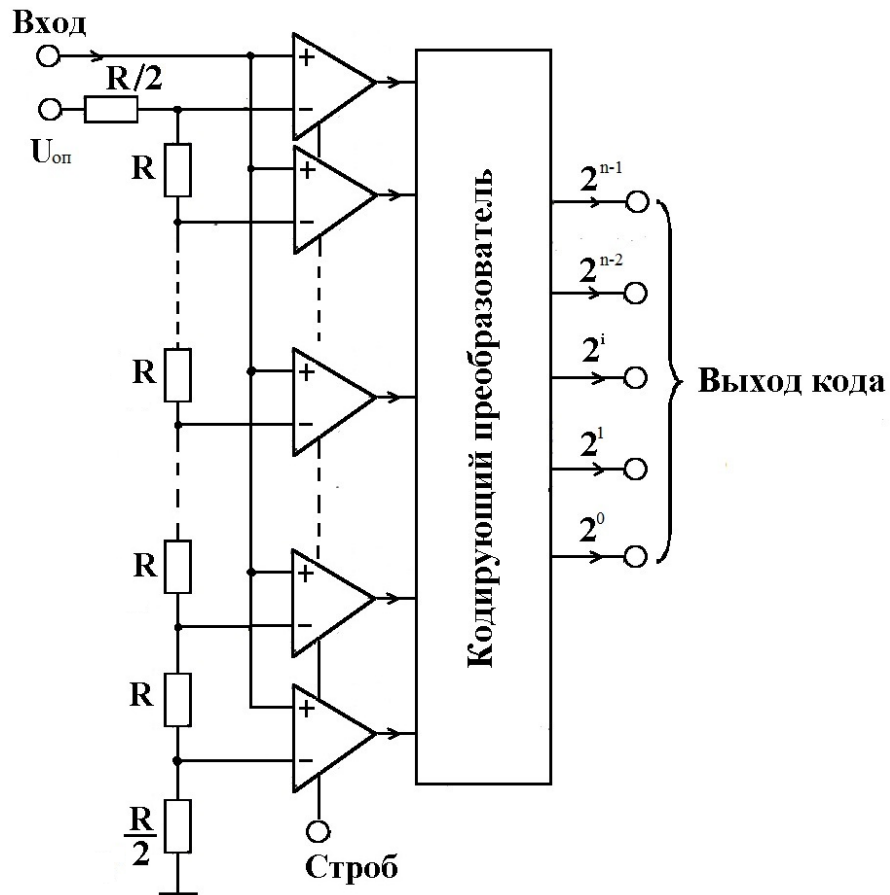 Вход
R/2
Uоп
R
R
R
R
R/2
+
−
+
−
+
−
+
−
+
−
Строб
Кодирующий преобразователь
2ⁿ⁻¹
2ⁿ⁻²
2ⁱ
2¹
2⁰
Выход кода